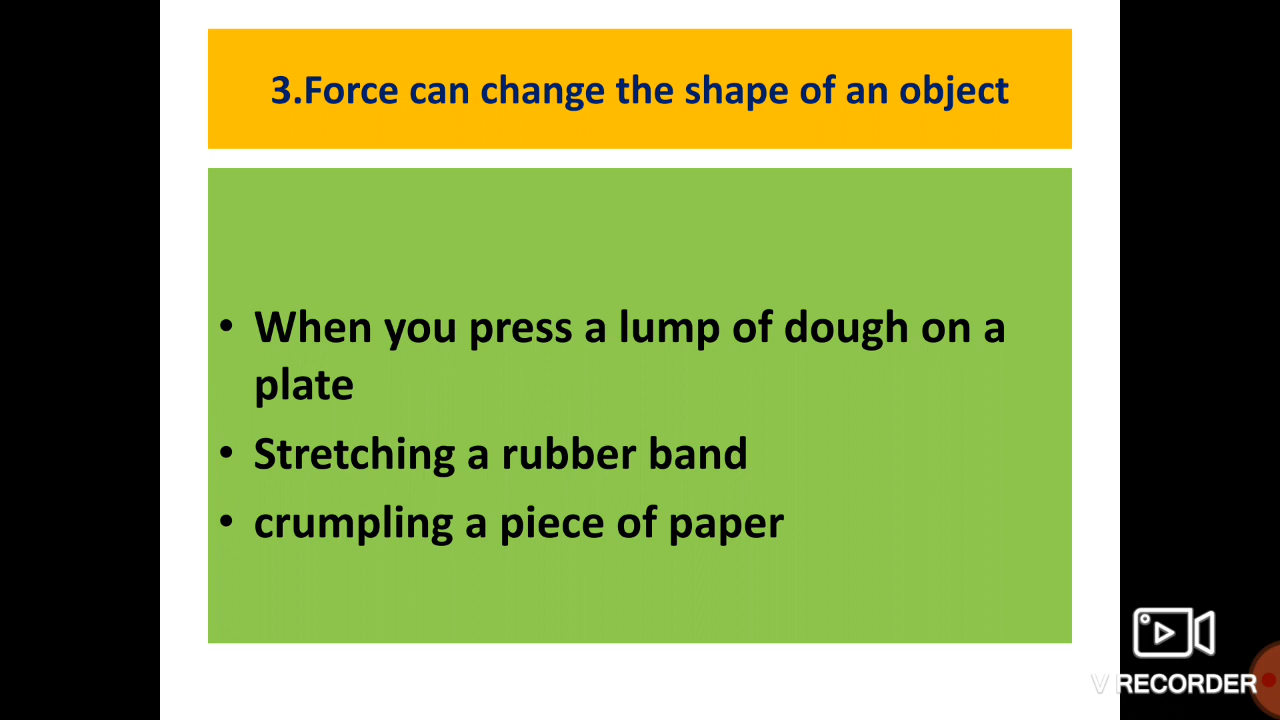 3.Force can change the shape of an object
• When you press a lump of dough on a
plate
• Stretching a rubber band
• crumpling a piece of paper
V RECORDER